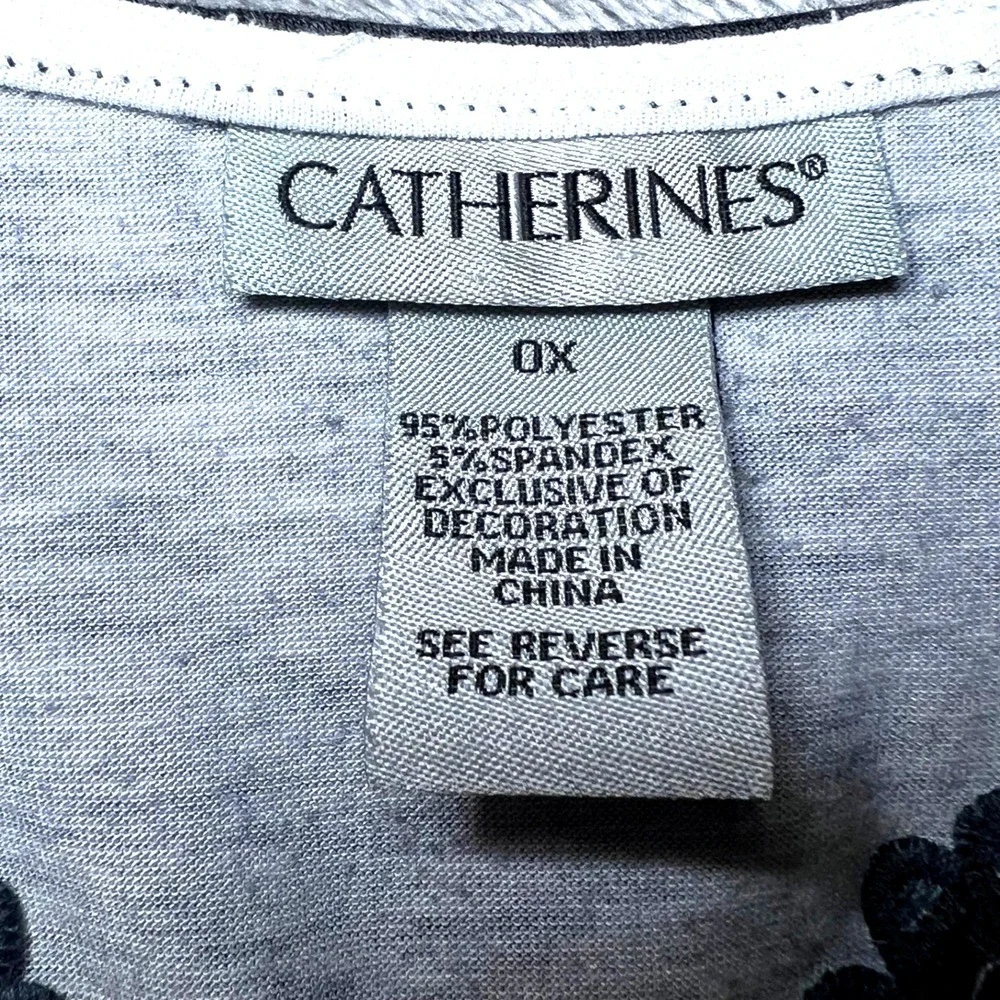 CATHERINES®
0X
95%POLYESTER
5%SPANDEX
EXCLUSIVE OF
DECORATION
MADE IN
CHINA
SEE REVERSE
FOR CARE